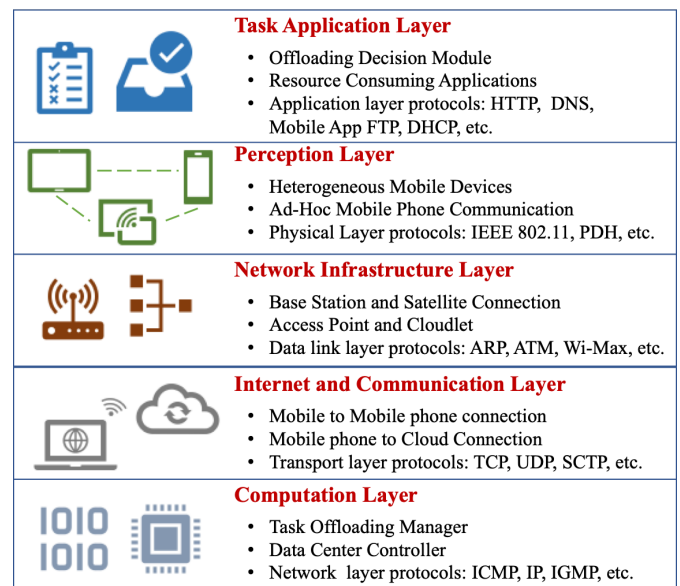 Task Application Layer
• Offloading Decision Module
• Resource Consuming Applications
• Application layer protocols: HTTP, DNS,
Mobile App FTP, DHCP, etc.
Perception Layer
• Heterogeneous Mobile Devices
• Ad-Hoc Mobile Phone Communication
• Physical Layer protocols: IEEE 802.11, PDH, etc.
Network Infrastructure Layer
• Base Station and Satellite Connection
• Access Point and Cloudlet
• Data link layer protocols: ARP, ATM, Wi-Max, etc.
Internet and Communication Layer
• Mobile to Mobile phone connection
• Mobile phone to Cloud Connection
• Transport layer protocols: TCP, UDP, SCTP, etc.
Computation Layer
1010
1010
• Task Offloading Manager
• Data Center Controller
• Network layer protocols: ICMP, IP, IGMP, etc.